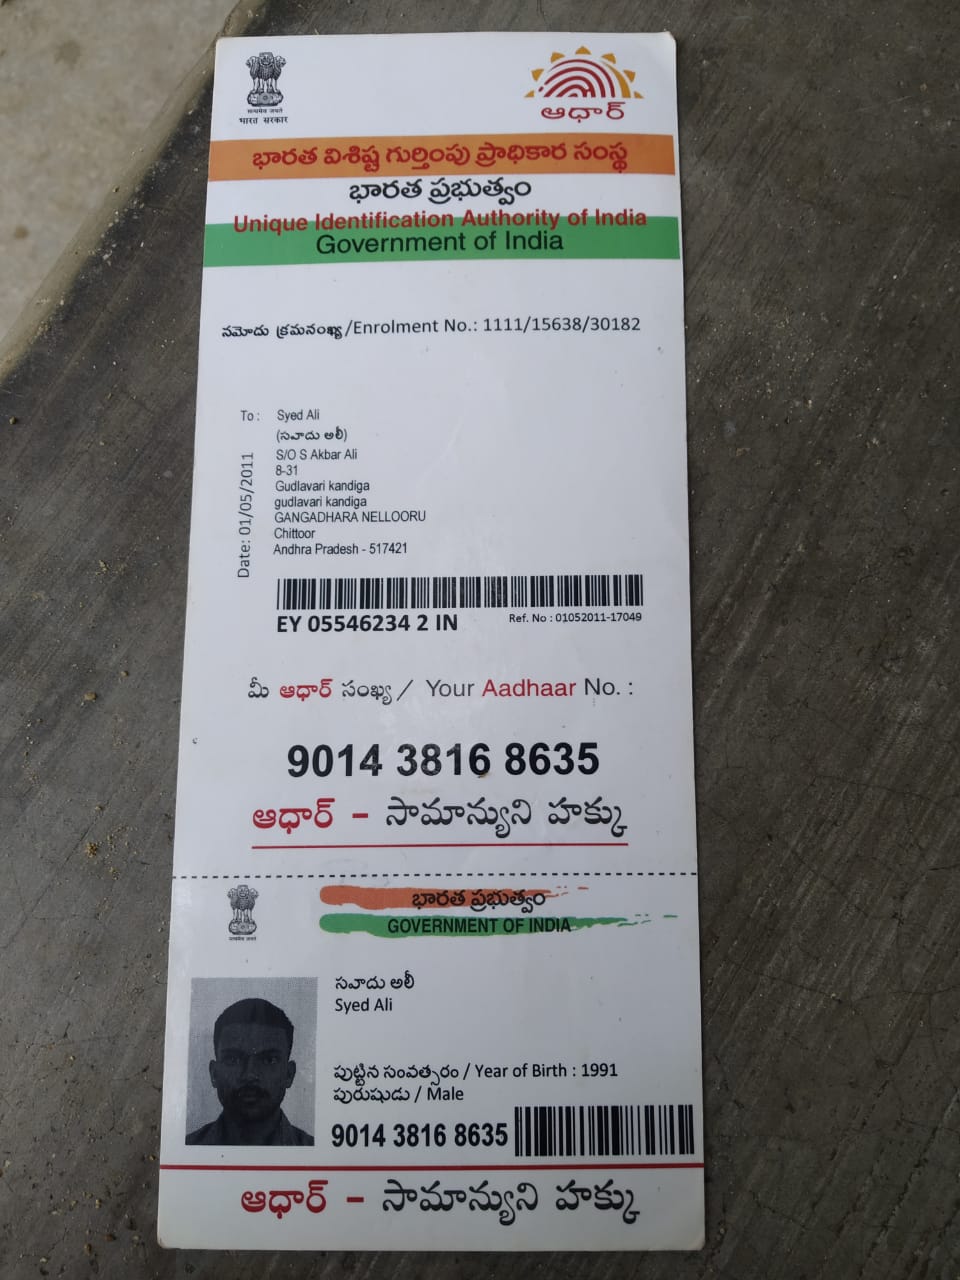 सत्यमेव जयते
भारत सरकार
ఆధార్
భారత విశిష్ట గుర్తింపు ప్రాధికార సంస్థ
భారత ప్రభుత్వం
Unique Identification Authority of India
Government of India
నమోదు క్రమసంఖ్య/Enrolment No.: 1111/15638/30182
To : Syed Ali
(సవాదు అలీ)
S/O S Akbar Ali
8-31
Gudlavari kandiga
gudlavari kandiga
GANGADHARA NELLOORU
Chittoor
Andhra Pradesh - 517421
Date: 01/05/2011
EY 05546234 2 IN
Ref. No : 01052011-17049
మీ ఆధార్ సంఖ్య / Your Aadhaar No. :
9014 3816 8635
ఆధార్ - సామాన్యుని హక్కు
सत्यमेव जयते
భారత ప్రభుత్వం
GOVERNMENT OF INDIA
సవాదు అలీ
Syed Ali
పుట్టిన సంవత్సరం / Year of Birth : 1991
పురుషుడు / Male
9014 3816 8635
ఆధార్ - సామాన్యుని హక్కు